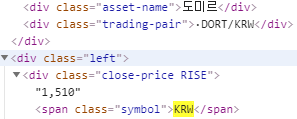 <div class="asset-name">도미르</div>
<div class="trading-pair">·DORT/KRW</div>
</div>
▼<div class="left">
▼<div class="close-price RISE">
"1,510"
<span class="symbol">KRW</span>